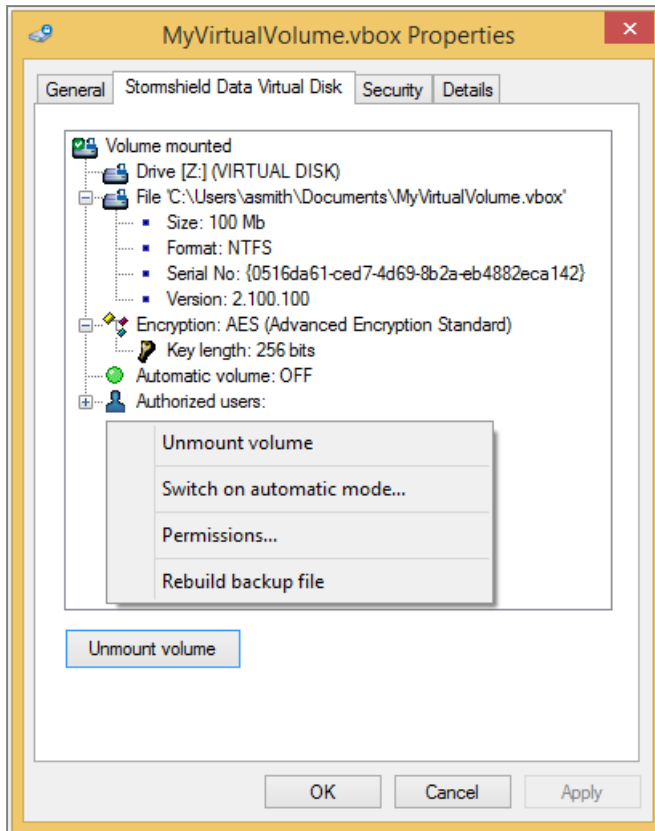 MyVirtualVolume.vbox Properties
General Stormshield Data Virtual Disk Security Details
Volume mounted
Drive [Z:] (VIRTUAL DISK)
File 'C:\Users\asmith\Documents\MyVirtualVolume.vbox'
Size: 100 Mb
Format: NTFS
Serial No: {0516da61-ced7-4d69-8b2a-eb4882eca142}
Version: 2.100.100
Encryption: AES (Advanced Encryption Standard)
Key length: 256 bits
Automatic volume: OFF
Authorized users:
Unmount volume
Switch on automatic mode...
Permissions...
Rebuild backup file
Unmount volume
OK Cancel Apply